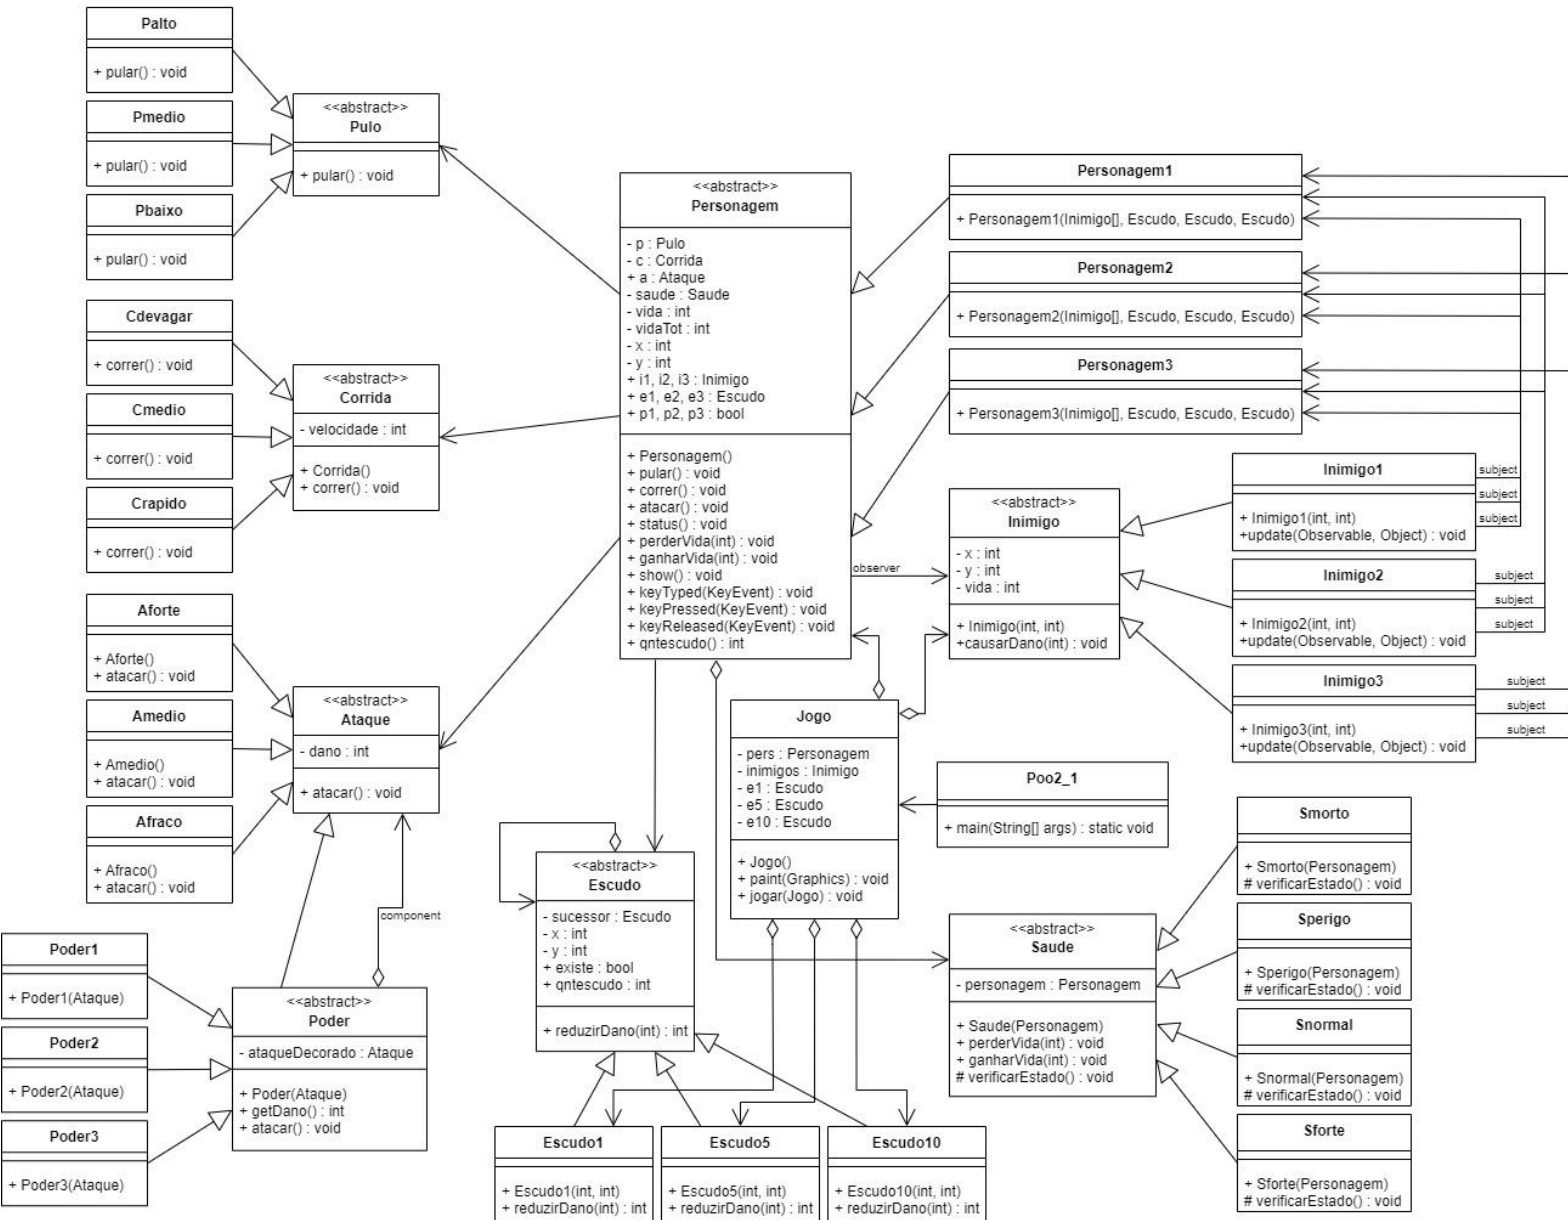 Palto
+ pular() : void
Pmedio
+ pular() : void
Pbaixo
+ pular() : void
<<abstract>>
Pulo
+ pular() : void
Cdevagar
+ correr() : void
Cmedio
+ correr() : void
Crapido
+ correr() : void
<<abstract>>
Corrida
- velocidade : int
+ Corrida()
+ correr() : void
Aforte
+ Aforte()
+ atacar() : void
Amedio
+ Amedio()
+ atacar() : void
Afraco
+ Afraco()
+ atacar() : void
<<abstract>>
Ataque
- dano : int
+ atacar() : void
component
Poder1
+ Poder1(Ataque)
Poder2
+ Poder2(Ataque)
Poder3
+ Poder3(Ataque)
<<abstract>>
Poder
- ataqueDecorado : Ataque
+ Poder(Ataque)
+ getDano() : int
+ atacar() : void
<<abstract>>
Personagem
- p : Pulo
- c : Corrida
+ a : Ataque
- saude : Saude
- vida : int
- vidaTot : int
- x : int
- y : int
+ i1, i2, i3 : Inimigo
+ e1, e2, e3 : Escudo
+ p1, p2, p3 : bool
+ Personagem()
+ pular() : void
+ correr() : void
+ atacar() : void
+ status() : void
+ perderVida(int) : void
+ ganharVida(int) : void
+ show() : void
+ keyTyped(KeyEvent) : void
+ keyPressed(KeyEvent) : void
+ keyReleased(KeyEvent) : void
+ qntescudo() : int
observer
Personagem1
+ Personagem1(Inimigo[], Escudo, Escudo, Escudo)
Personagem2
+ Personagem2(Inimigo[], Escudo, Escudo, Escudo)
Personagem3
+ Personagem3(Inimigo[], Escudo, Escudo, Escudo)
<<abstract>>
Inimigo
- x : int
- y : int
- vida : int
+ Inimigo(int, int)
+causarDano(int) : void
Inimigo1
+ Inimigo1(int, int)
+update(Observable, Object) : void
subject
subject
subject
Inimigo2
+ Inimigo2(int, int)
+update(Observable, Object) : void
subject
subject
subject
Inimigo3
+ Inimigo3(int, int)
+update(Observable, Object) : void
subject
subject
subject
Jogo
- pers : Personagem
- inimigos : Inimigo
- e1 : Escudo
- e5 : Escudo
- e10 : Escudo
+ Jogo()
+ paint(Graphics) : void
+ jogar(Jogo) : void
Poo2_1
+ main(String[] args) : static void
<<abstract>>
Escudo
- sucessor : Escudo
- x : int
- y : int
+ existe : bool
+ qntescudo : int
+ reduzirDano(int) : int
Escudo1
+ Escudo1(int, int)
+ reduzirDano(int) : int
Escudo5
+ Escudo5(int, int)
+ reduzirDano(int) : int
Escudo10
+ Escudo10(int, int)
+ reduzirDano(int) : int
<<abstract>>
Saude
- personagem : Personagem
+ Saude(Personagem)
+ perderVida(int) : void
+ ganharVida(int) : void
# verificarEstado() : void
Smorto
+ Smorto(Personagem)
# verificarEstado() : void
Sperigo
+ Sperigo(Personagem)
# verificarEstado() : void
Snormal
+ Snormal(Personagem)
# verificarEstado() : void
Sforte
+ Sforte(Personagem)
# verificarEstado() : void